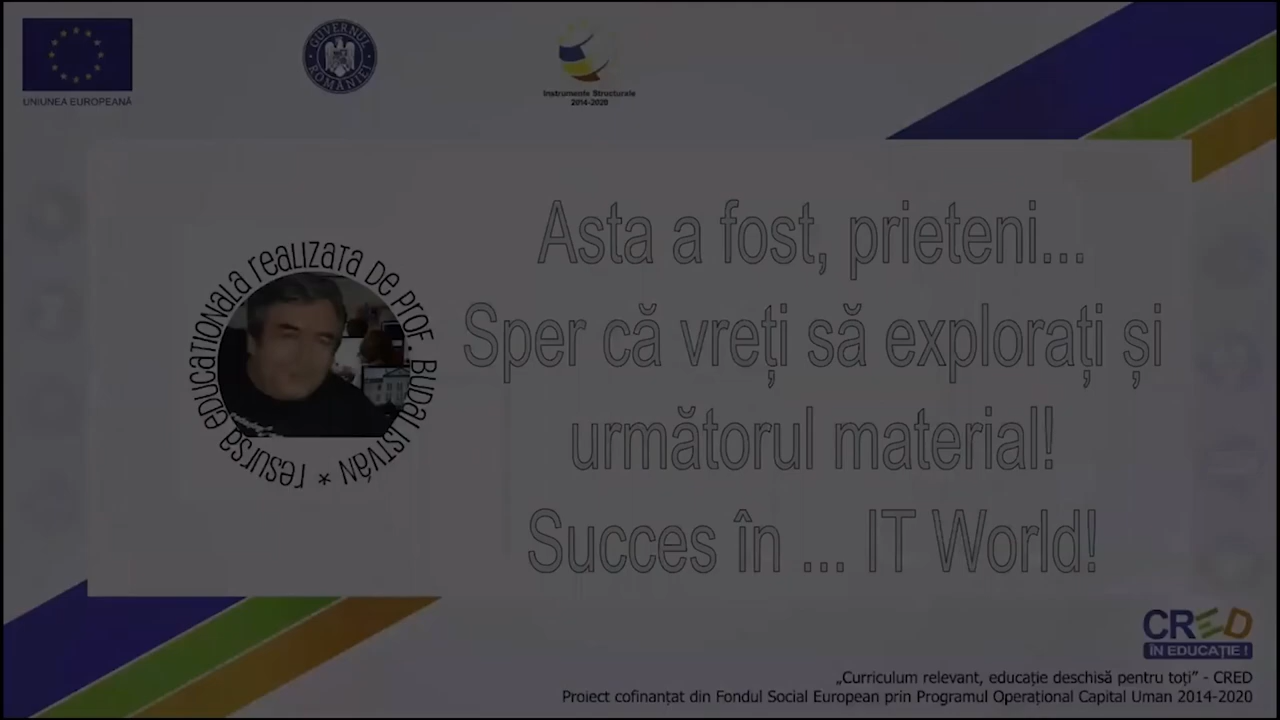 UNIUNEA EUROPEANĂ
GUVERNUL ROMÂNIEI
Instrumente Structurale
2014-2020
resursă educațională realizată de prof. Budai István *
Asta a fost, prieteni...
Sper că vreți să explorați și
următorul material!
Succes în ... IT World!
CRED
ÎN EDUCAȚIE !
„Curriculum relevant, educație deschisă pentru toți” - CRED
Proiect cofinanțat din Fondul Social European prin Programul Operațional Capital Uman 2014-2020